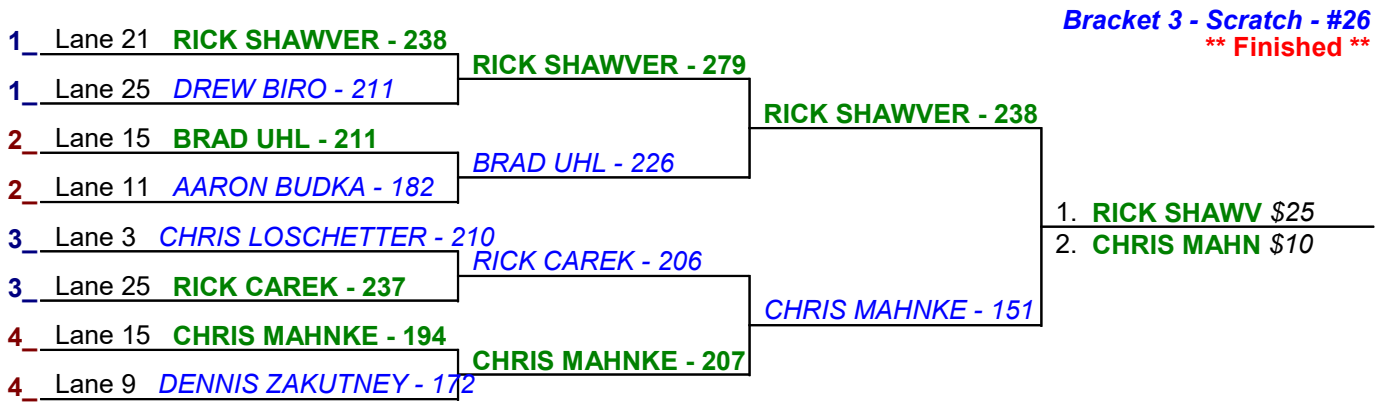 Bracket 3 - Scratch - #26
** Finished **
1_ Lane 21 RICK SHAWVER - 238
1_ Lane 25 DREW BIRO - 211
2_ Lane 15 BRAD UHL - 211
2_ Lane 11 AARON BUDKA - 182
3_ Lane 3 CHRIS LOSCHETTER - 210
3_ Lane 25 RICK CAREK - 237
4_ Lane 15 CHRIS MAHNKE - 194
4_ Lane 9 DENNIS ZAKUTNEY - 172
RICK SHAWVER - 279
BRAD UHL - 226
RICK CAREK - 206
CHRIS MAHNKE - 207
RICK SHAWVER - 238
CHRIS MAHNKE - 151
1. RICK SHAWV $25
2. CHRIS MAHN $10